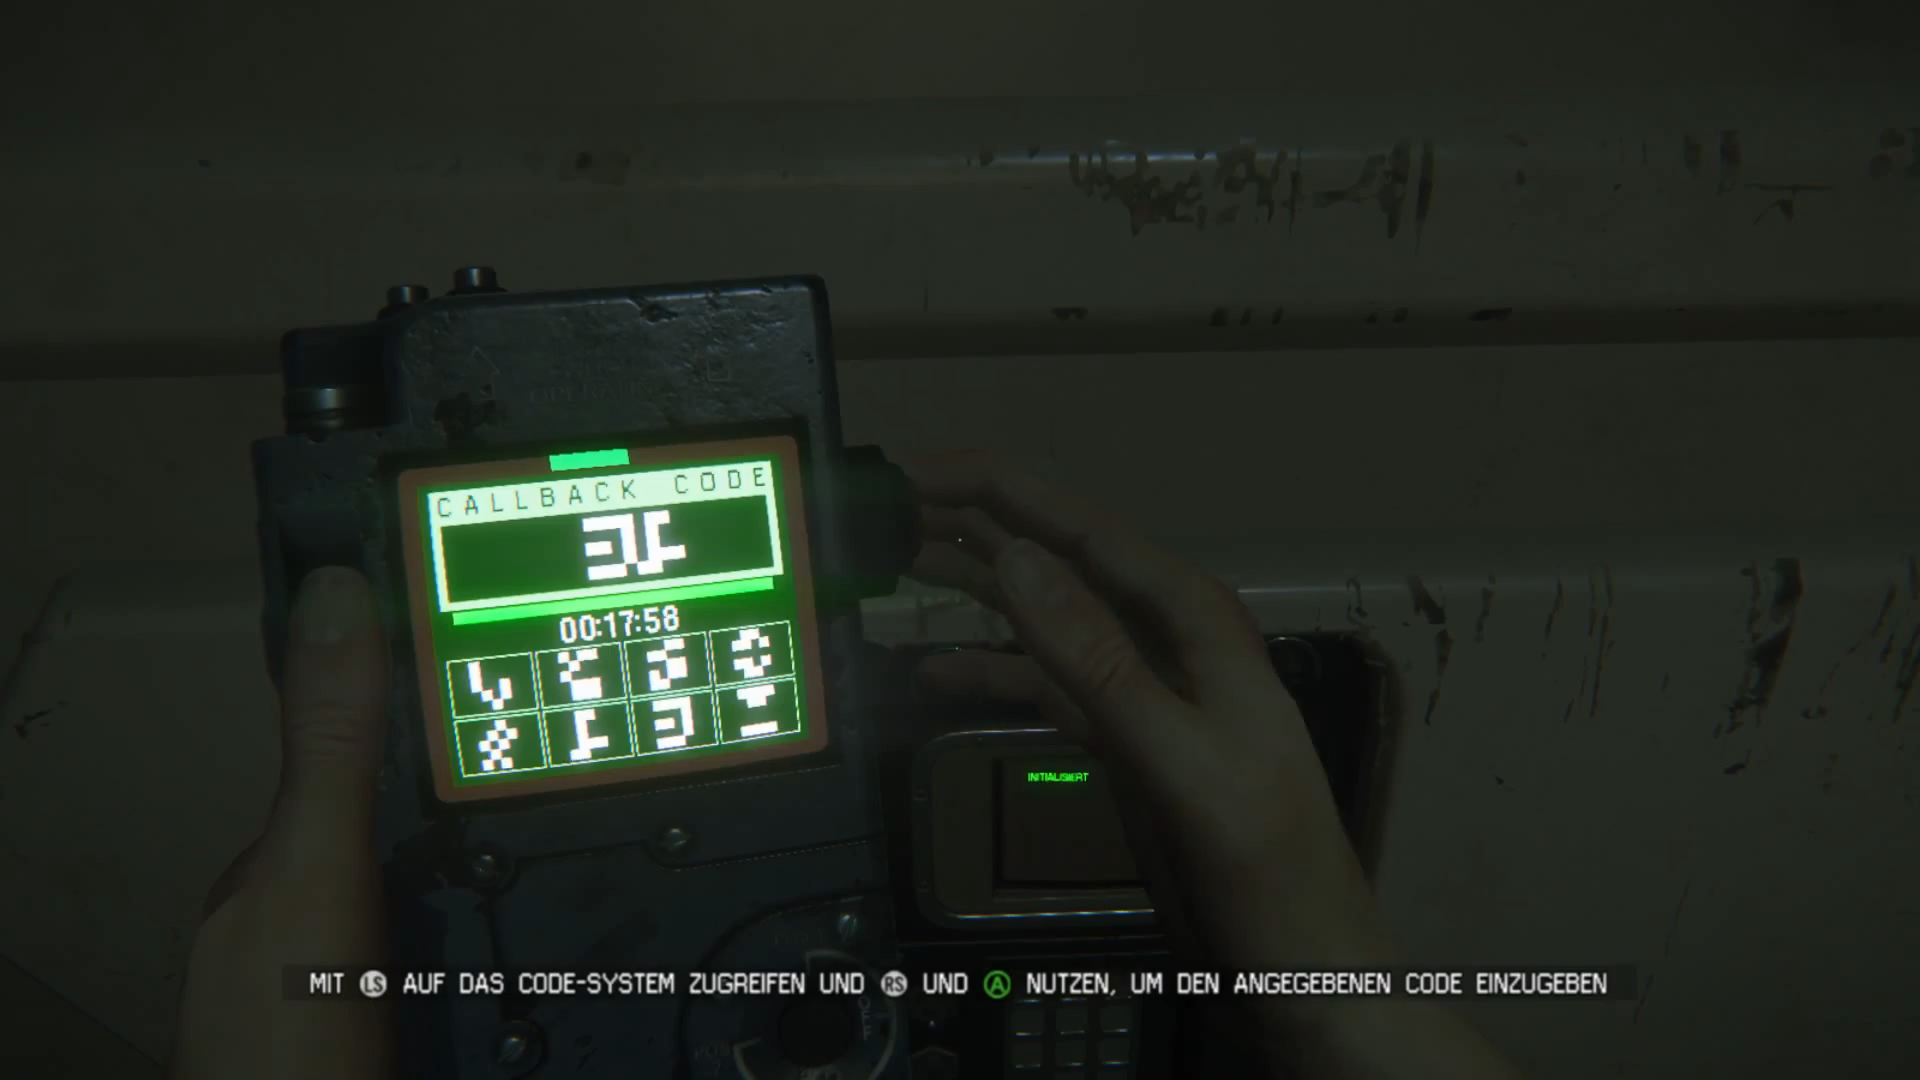 CALLBACK CODE
00:17:58
INITIALISIERT
MIT LS AUF DAS CODE-SYSTEM ZUGREIFEN UND RS UND A NUTZEN, UM DEN ANGEGEBENEN CODE EINZUGEBEN